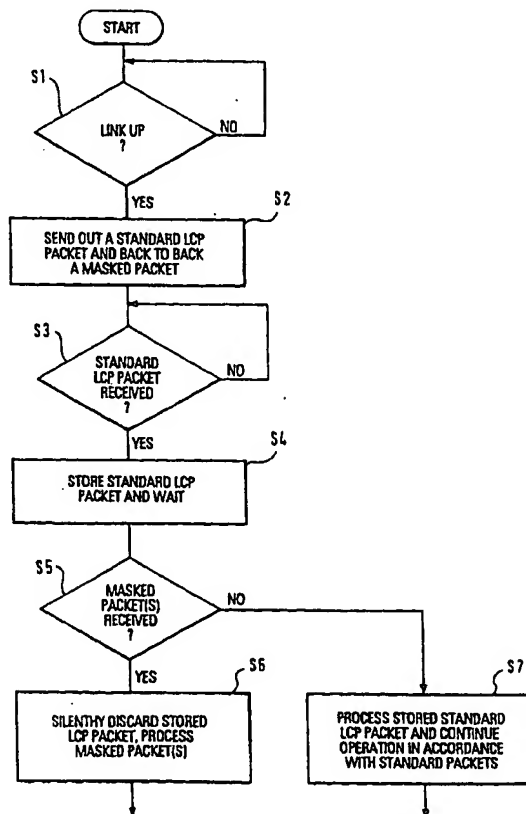 START
S1
LINK UP
?
NO
YES
S2
SEND OUT A STANDARD LCP
PACKET AND BACK TO BACK
A MASKED PACKET
S3
STANDARD
LCP PACKET
RECEIVED
?
NO
YES
S4
STORE STANDARD LCP
PACKET AND WAIT
S5
MASKED
PACKET(S)
RECEIVED
?
NO
YES
S6
SILENTHY DISCARD STORED
LCP PACKET, PROCESS
MASKED PACKET(S)
S7
PROCESS STORED STANDARD
LCP PACKET AND CONTINUE
OPERATION IN ACCORDANCE
WITH STANDARD PACKETS